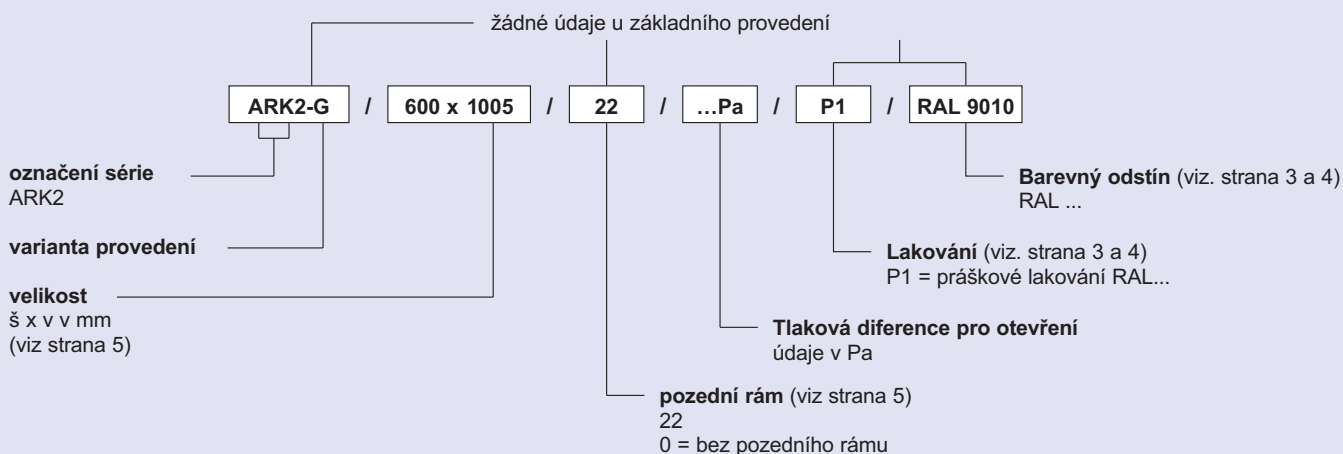 žádné údaje u základního provedení
ARK2-G / 600 x 1005 / 22 / ...Pa / P1 / RAL 9010
označení série
ARK2
varianta provedení
velikost
š x v v mm
(viz strana 5)
Barevný odstín (viz. strana 3 a 4)
RAL ...
Lakování (viz. strana 3 a 4)
P1 = práškové lakování RAL...
Tlaková diference pro otevření
údaje v Pa
pozední rám (viz strana 5)
22
0 = bez pozedního rámu